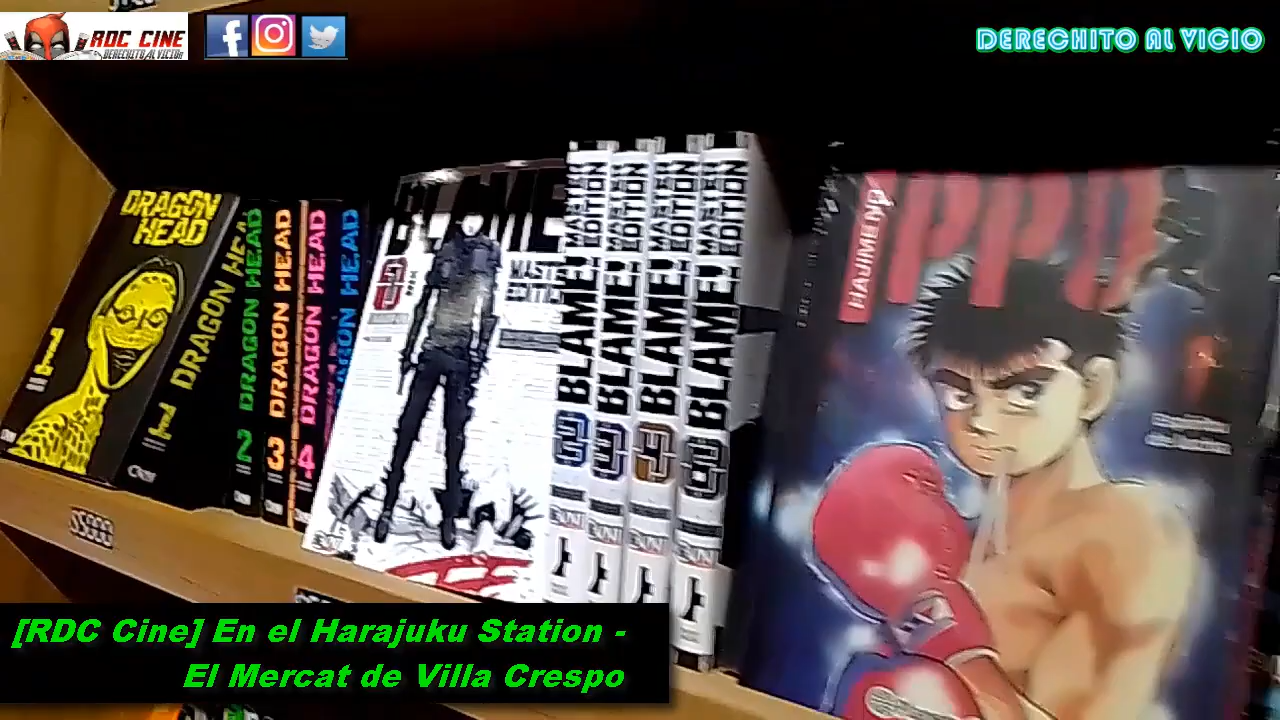 RDC CINE
DERECHITO AL VICIO!!
DERECHITO AL VICIO
DRAGON
HEAD
1
DRAGON HEAD
1
DRAGON HEAD
2
DRAGON HEAD
3
DRAGON HEAD
4
DRAGON HEAD
BLAME!
MASTER EDITION
BLAME!
MASTER EDITION
BLAME!
MASTER EDITION
BLAME!
MASTER EDITION
HAJIME NO
IPPO
$5000
[RDC Cine] En el Harajuku Station -
El Mercat de Villa Crespo